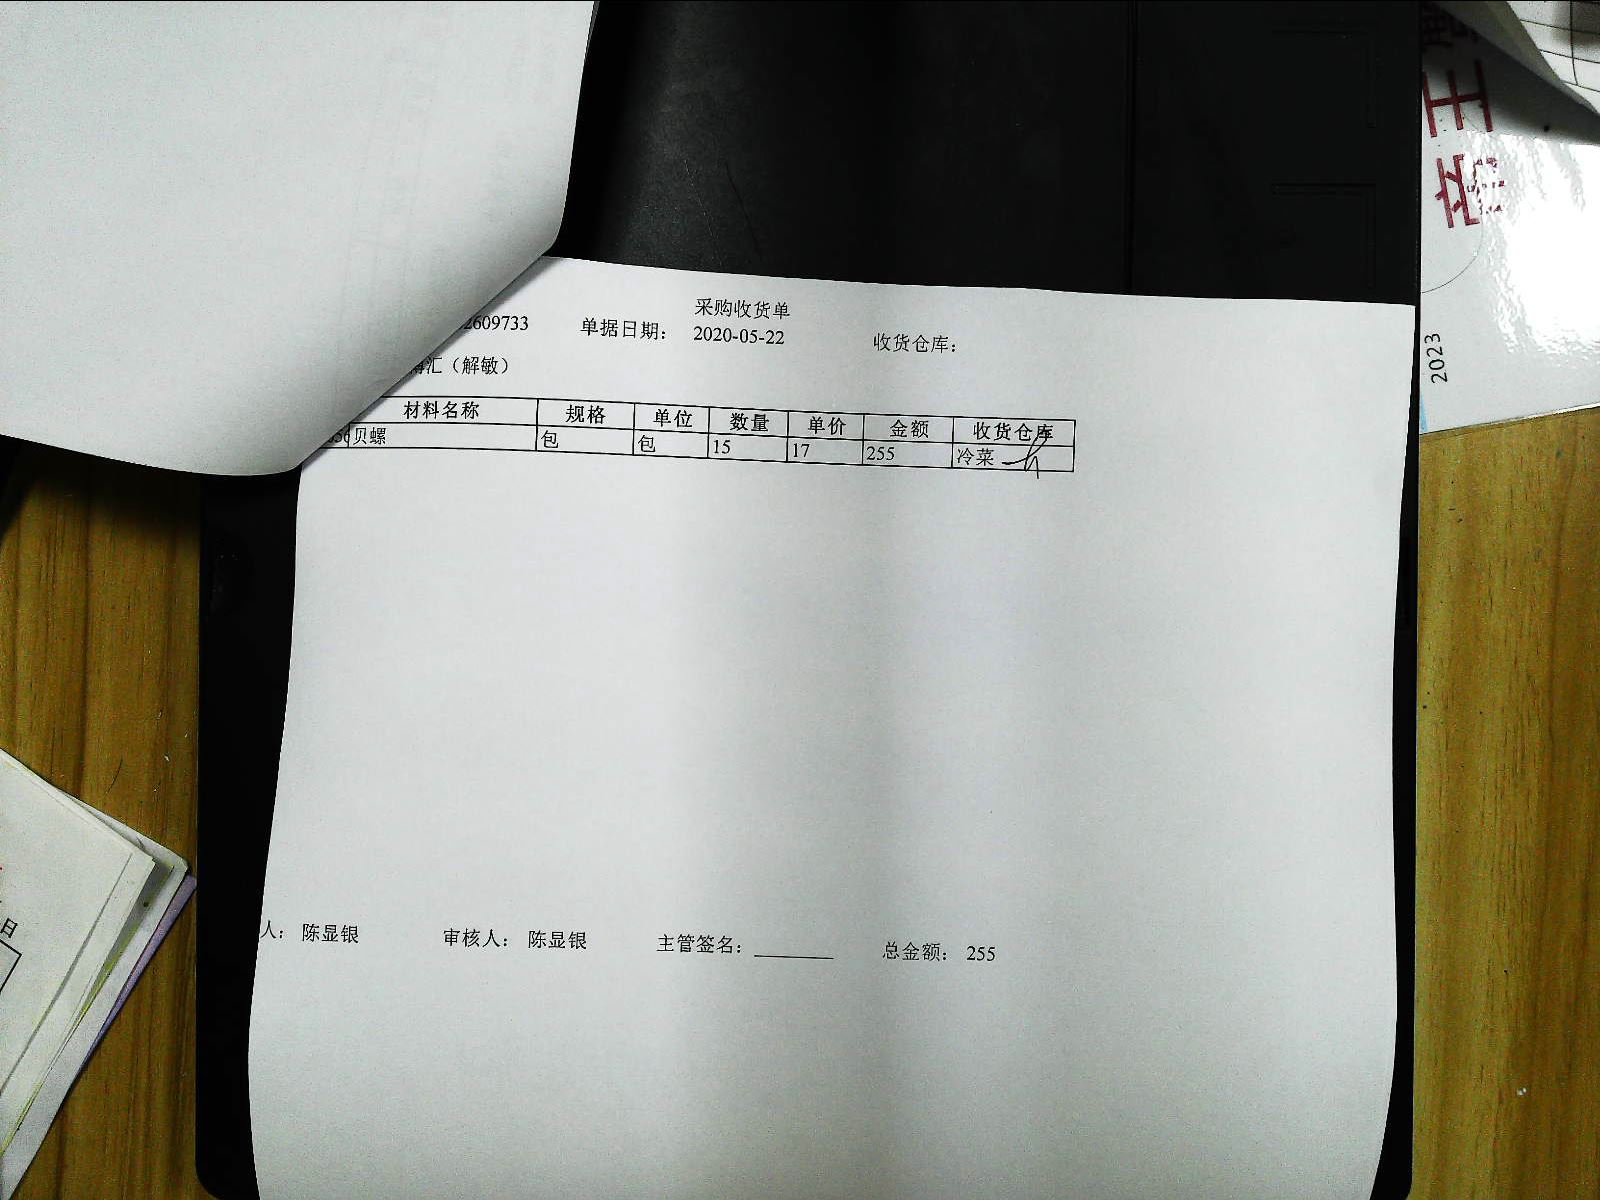 采购收货单
2609733 单据日期: 2020-05-22 收货仓库:
汇（解敏）
材料名称 规格 单位 数量 单价 金额 收货仓库
贝螺 包 包 15 17 255 冷菜
人: 陈显银 审核人: 陈显银 主管签名: 总金额: 255
帝王
2023
日